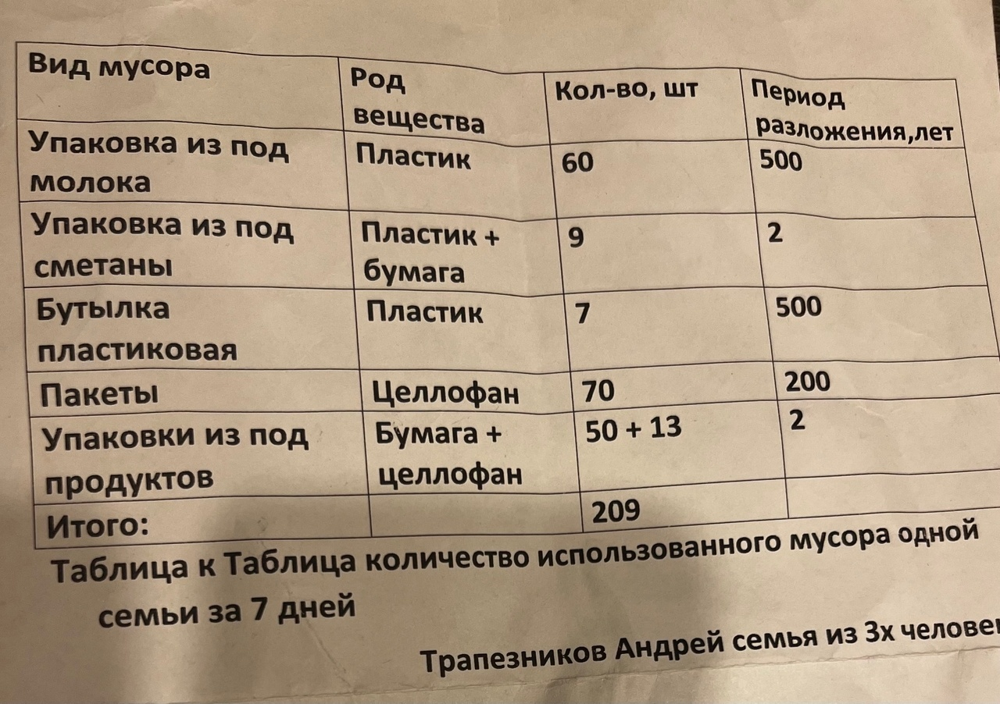 Вид мусора
Род
вещества
Кол-во, шт
Период
разложения,лет
Упаковка из под
молока
Пластик
60
500
Упаковка из под
сметаны
Пластик +
бумага
9
2
Бутылка
пластиковая
Пластик
7
500
Пакеты
Целлофан
70
200
Упаковки из под
продуктов
Бумага +
целлофан
50 + 13
2
Итого:
209
Таблица к Таблица количество использованного мусора одной
семьи за 7 дней
Трапезников Андрей семья из 3х человек